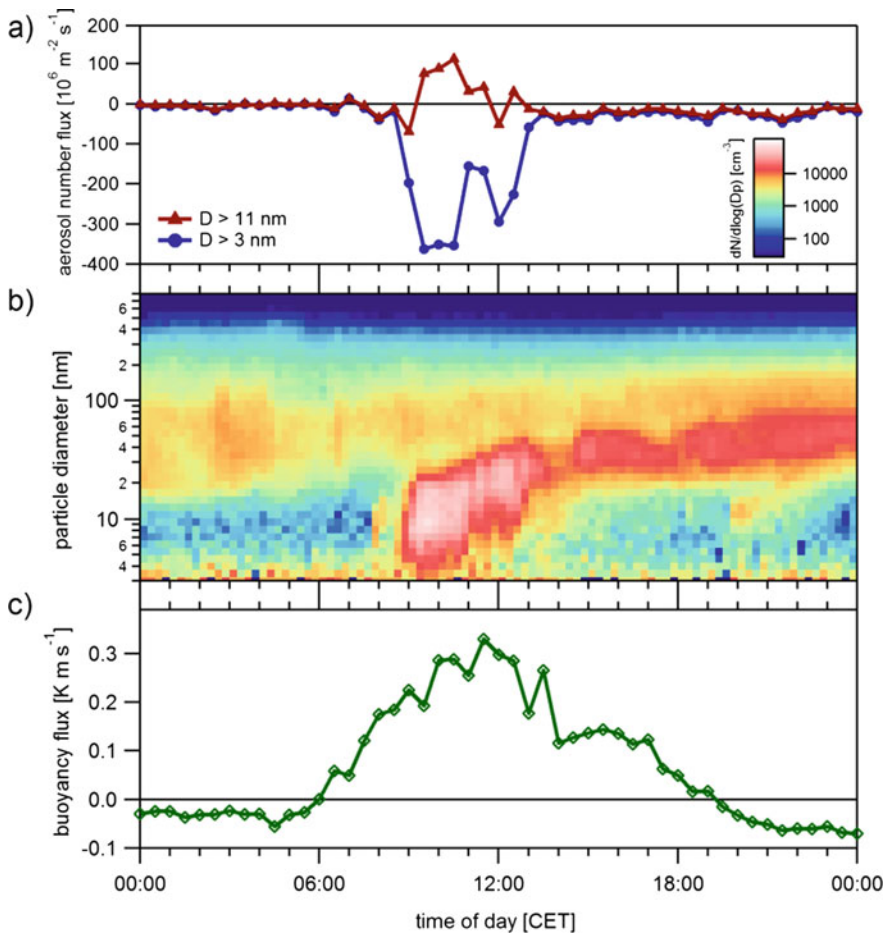 a)
aerosol number flux [10⁶ m⁻² s⁻¹]
200
100
0
-100
-200
-300
-400
D > 11 nm
D > 3 nm
dN/dlog(Dp) [cm⁻³]
10000
1000
100
b)
particle diameter [nm]
6
4
2
100
6
4
2
10
6
4
c)
buoyancy flux [K m s⁻¹]
0.3
0.2
0.1
0.0
-0.1
00:00 06:00 12:00 18:00 00:00
time of day [CET]